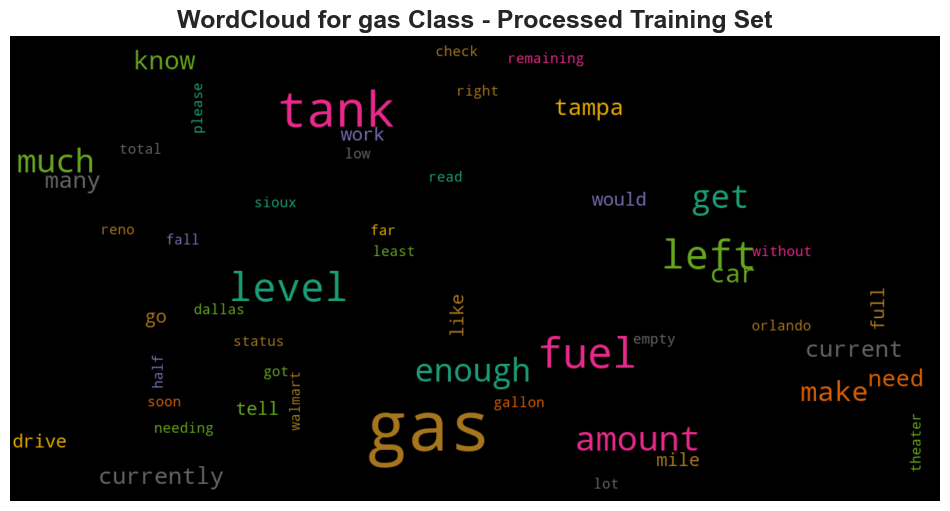 WordCloud for gas Class - Processed Training Set
check
know
remaining
please
right
tank
tampa
work
total
low
much
many
read
would
get
sioux
reno
far
fall
least
left
without
car
level
like
full
dallas
go
orlando
status
fuel
empty
current
half
got
enough
need
walmart
make
soon
gallon
tell
gas
needing
theater
drive
amount
mile
currently
lot